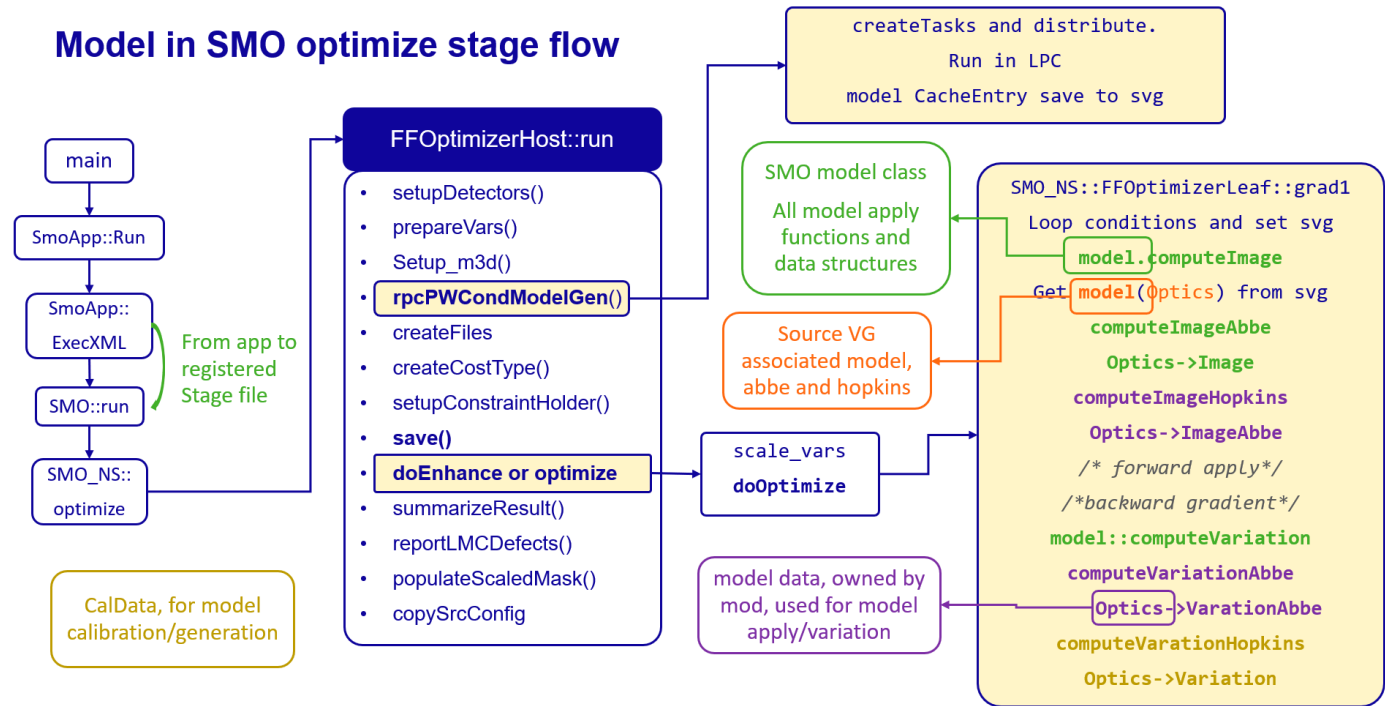 Model in SMO optimize stage flow
main
SmoApp::Run
SmoApp::
ExecXML
SMO::run
SMO_NS::
optimize
From app to
registered
Stage file
CalData, for model
calibration/generation
FFOptimizerHost::run
• setupDetectors()
• prepareVars()
• Setup_m3d()
• rpcPWCondModelGen()
• createFiles
• createCostType()
• setupConstraintHolder()
• save()
• doEnhance or optimize
• summarizeResult()
• reportLMCDefects()
• populateScaledMask()
• copySrcConfig
createTasks and distribute.
Run in LPC
model CacheEntry save to svg
SMO model class
All model apply
functions and
data structures
Source VG
associated model,
abbe and hopkins
scale_vars
doOptimize
model data, owned by
mod, used for model
apply/variation
SMO_NS::FFOptimizerLeaf::grad1
Loop conditions and set svg
model.computeImage
Get model(Optics) from svg
computeImageAbbe
Optics->Image
computeImageHopkins
Optics->ImageAbbe
/* forward apply*/
/*backward gradient*/
model::computeVariation
computeVariationAbbe
Optics->VarationAbbe
computeVarationHopkins
Optics->Variation